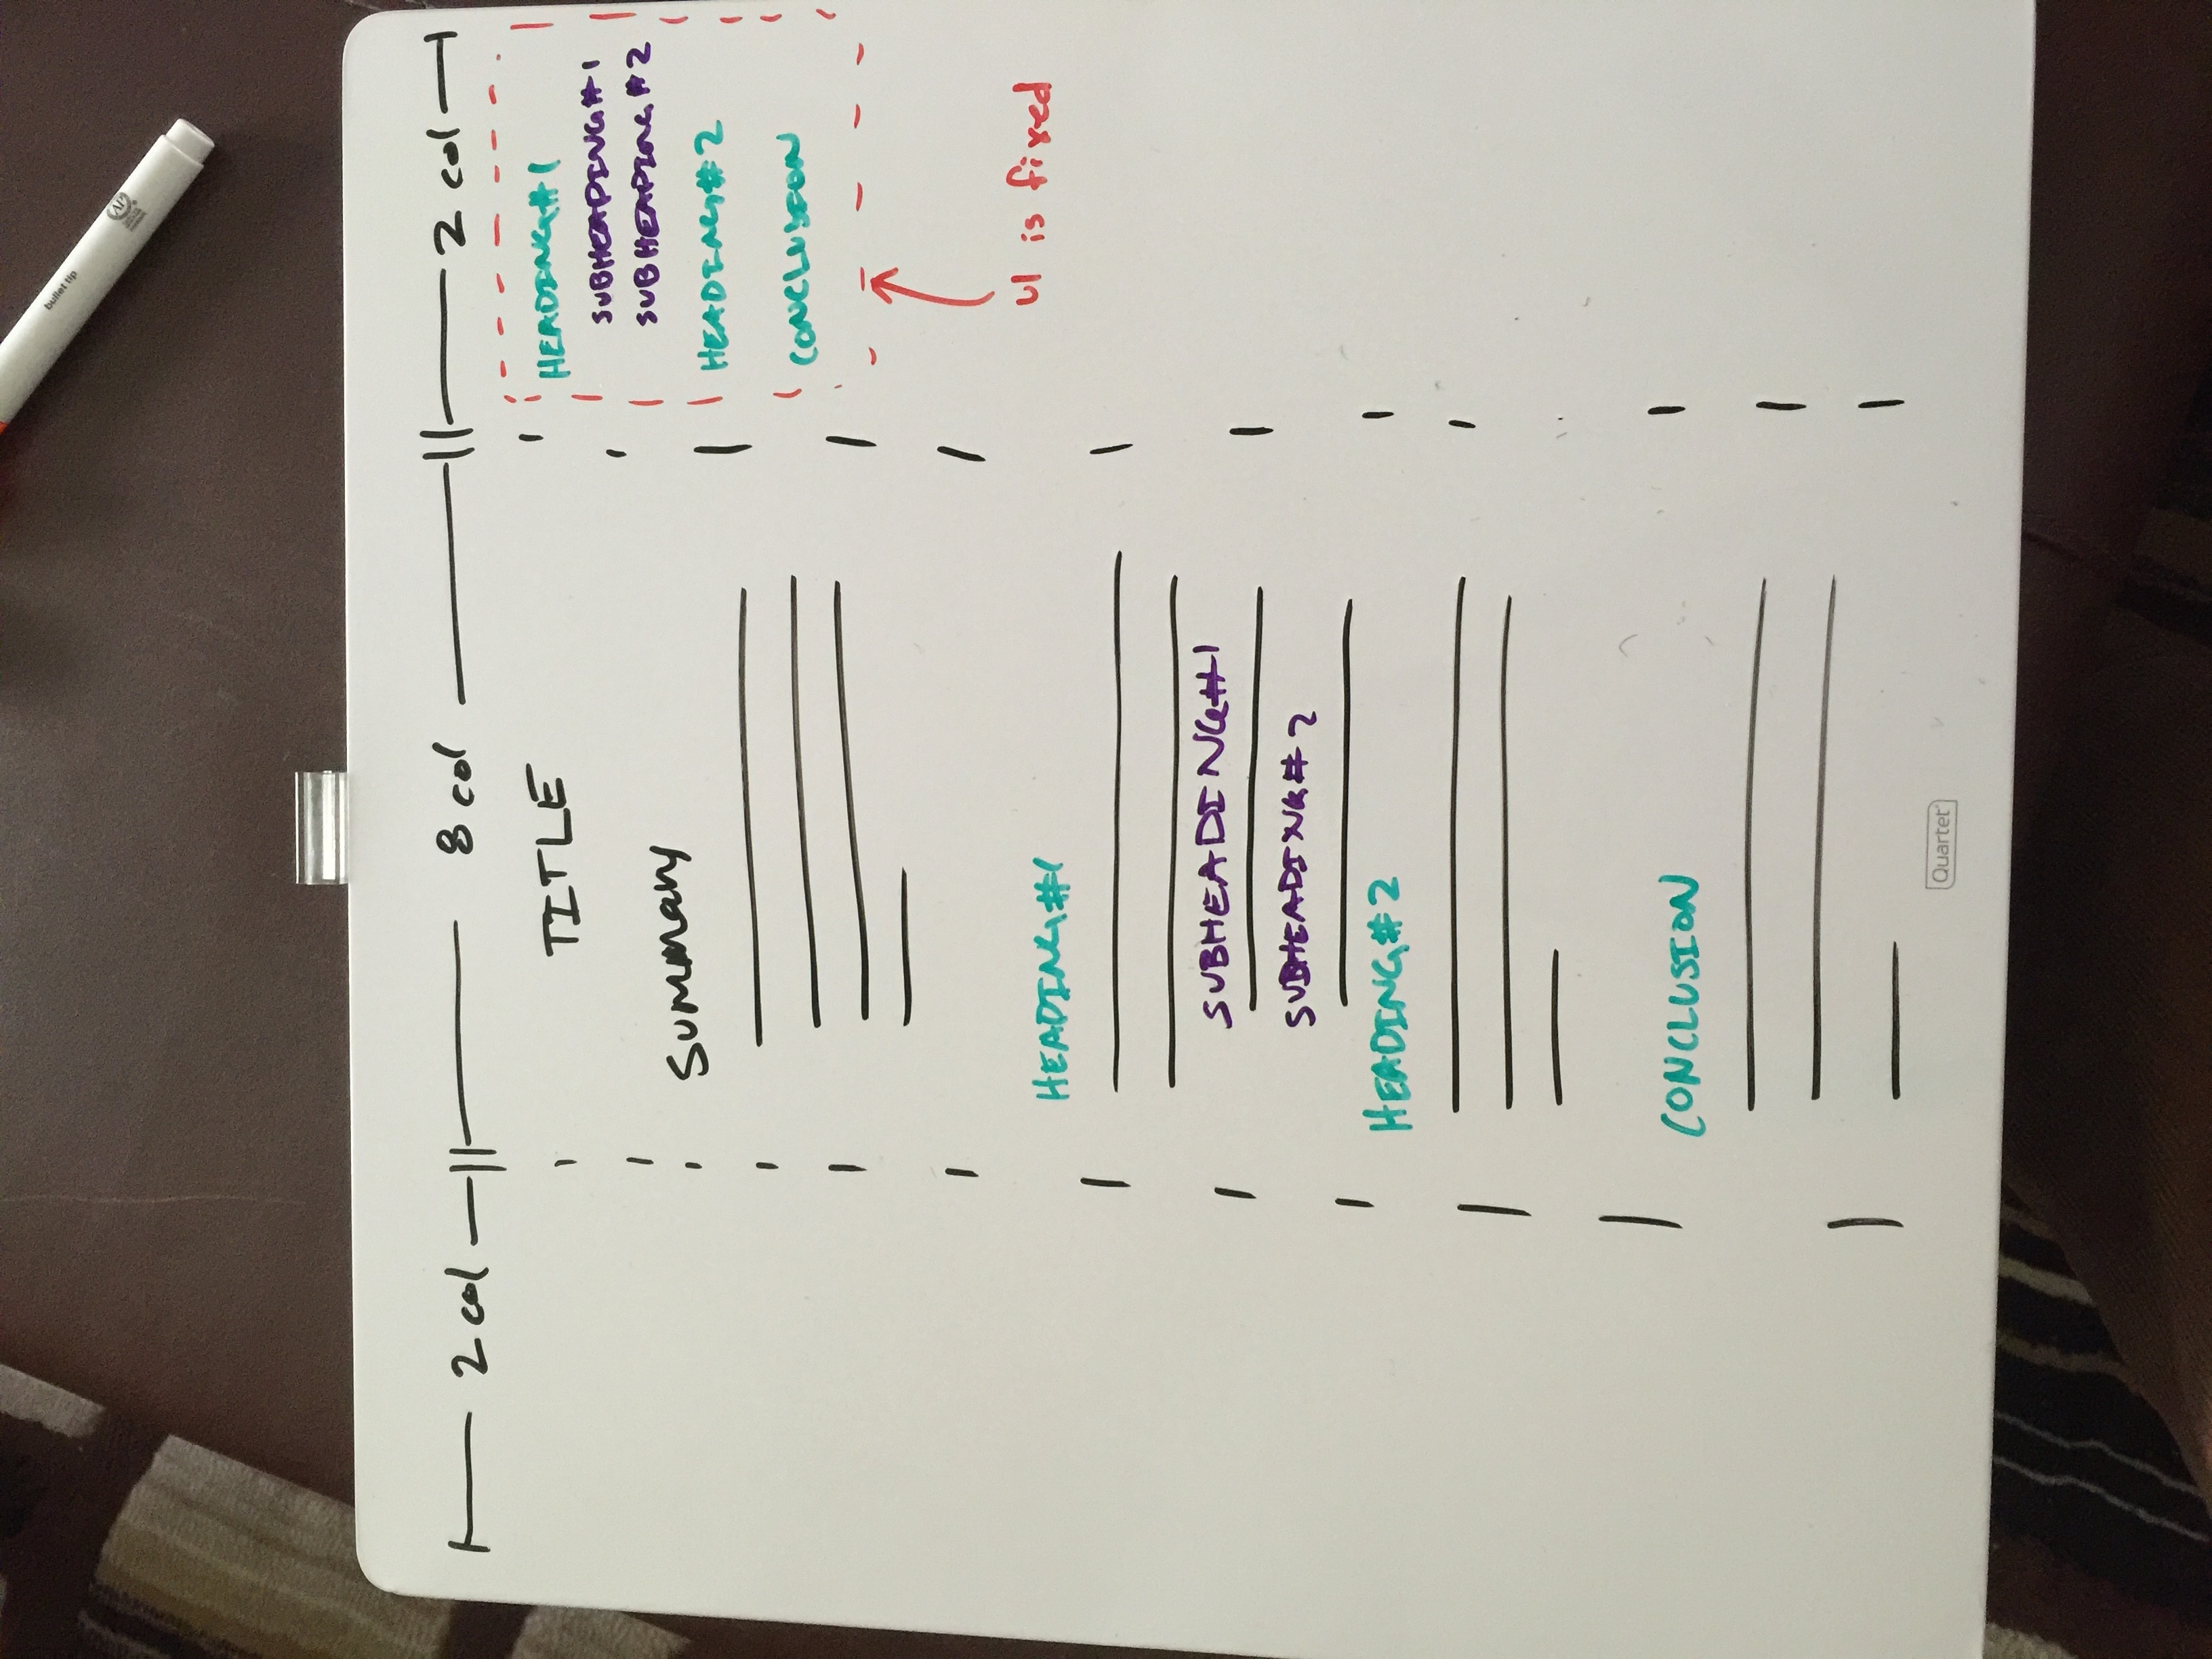 2 col 8 col 2 col
TITLE
Summary
HEADING#1
SUBHEADING#1
SUBHEADING#2
HEADING#2
CONCLUSION
HEADING#1
SUBHEADING#1
SUBHEADING#2
HEADING#2
CONCLUSION
ul is fixed
Quartet
bullet tip
AP